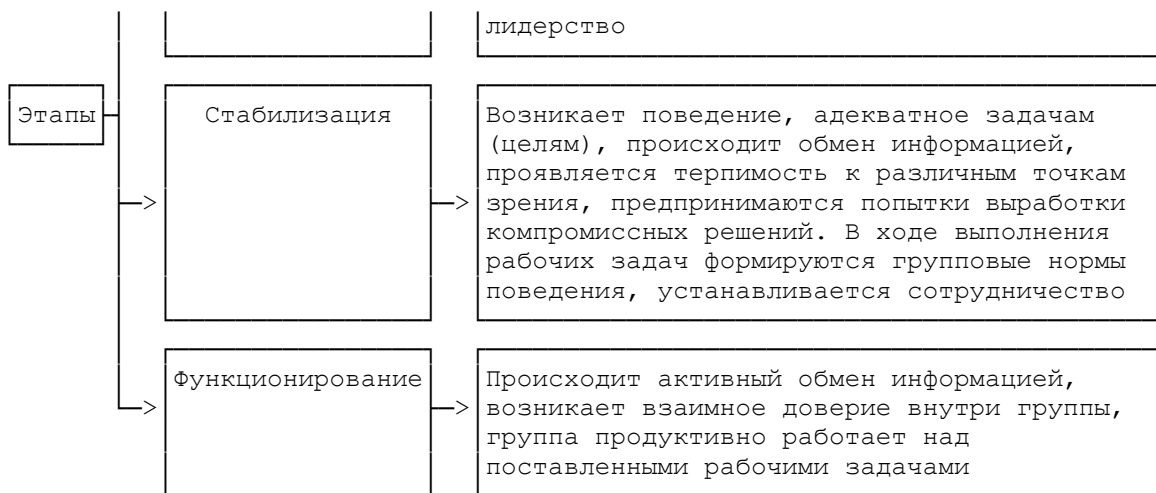 лидерство
Этапы
Стабилизация
Возникает поведение, адекватное задачам
(целям), происходит обмен информацией,
проявляется терпимость к различным точкам
зрения, предпринимаются попытки выработки
компромиссных решений. В ходе выполнения
рабочих задач формируются групповые нормы
поведения, устанавливается сотрудничество
Функционирование
Происходит активный обмен информацией,
возникает взаимное доверие внутри группы,
группа продуктивно работает над
поставленными рабочими задачами